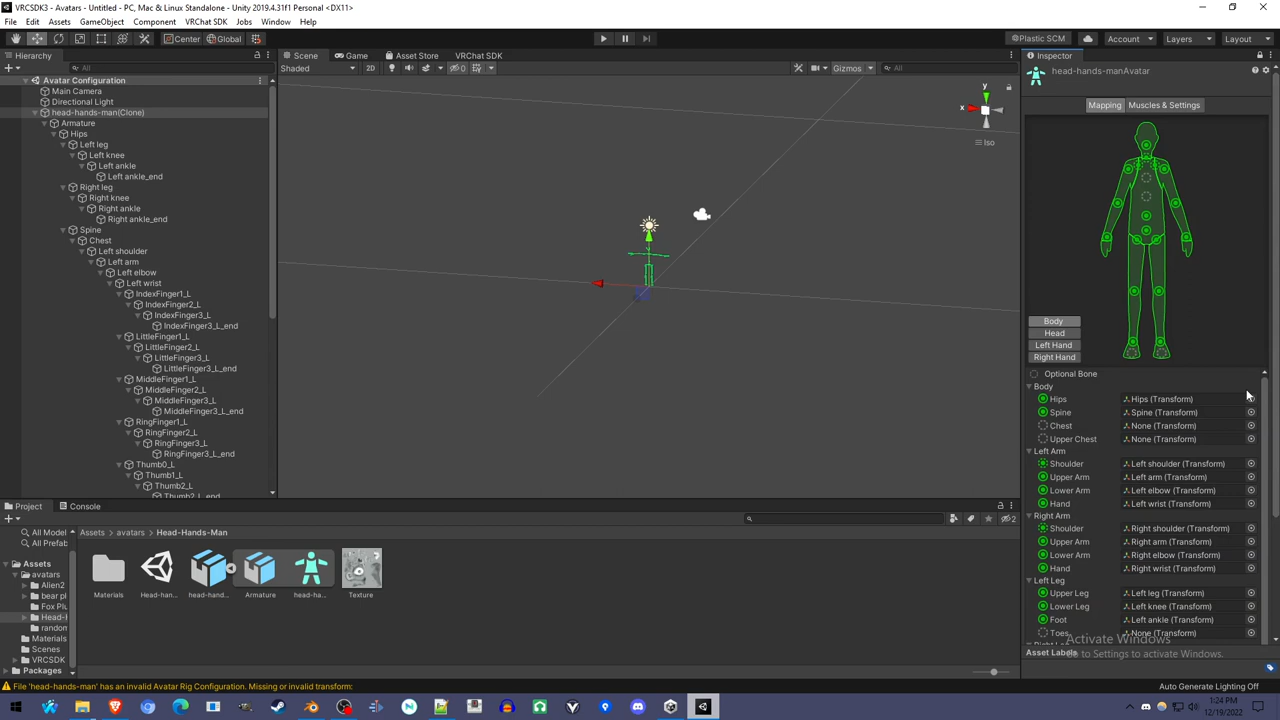 VRCSDK3 - Avatars - Untitled - PC, Mac & Linux Standalone - Unity 2019.4.31f1 Personal <DX11>
File Edit Assets GameObject Component VRChat SDK Jobs Window Help
Center Global Plastic SCM Account Layers Layout
Hierarchy Scene Game Asset Store VRChat SDK Inspector
All Shaded 2D 0 Gizmos All
Avatar Configuration
Main Camera
Directional Light
head-hands-man(Clone)
Armature
Hips
Left leg
Left knee
Left ankle
Left ankle_end
Right leg
Right knee
Right ankle
Right ankle_end
Spine
Chest
Left shoulder
Left arm
Left elbow
Left wrist
IndexFinger1_L
IndexFinger2_L
IndexFinger3_L
IndexFinger3_L_end
LittleFinger1_L
LittleFinger2_L
LittleFinger3_L
LittleFinger3_L_end
MiddleFinger1_L
MiddleFinger2_L
MiddleFinger3_L
MiddleFinger3_L_end
RingFinger1_L
RingFinger2_L
RingFinger3_L
RingFinger3_L_end
Thumb0_L
Thumb1_L
Thumb2_L
Thumb2_L_end
y
x
Iso
head-hands-manAvatar
Mapping Muscles & Settings
Body
Head
Left Hand
Right Hand
Optional Bone
Body
Hips Hips (Transform)
Spine Spine (Transform)
Chest None (Transform)
Upper Chest None (Transform)
Left Arm
Shoulder Left shoulder (Transform)
Upper Arm Left arm (Transform)
Lower Arm Left elbow (Transform)
Hand Left wrist (Transform)
Right Arm
Shoulder Right shoulder (Transform)
Upper Arm Right arm (Transform)
Lower Arm Right elbow (Transform)
Hand Right wrist (Transform)
Left Leg
Upper Leg Left leg (Transform)
Lower Leg Left knee (Transform)
Foot Left ankle (Transform)
Toes None (Transform)
Asset Labels
Activate Windows
Go to Settings to activate Windows.
Project Console
2
All Model
All Prefab
Assets
avatars
Alien2
bear pl
Fox Plu
Head-H
random
Materials
Scenes
VRCSDK
Packages
Assets avatars Head-Hands-Man
Materials Head-han... head-hand... Armature head-ha... Texture
File 'head-hands-man' has an invalid Avatar Rig Configuration. Missing or invalid transform:
Auto Generate Lighting Off
1:24 PM
12/19/2022